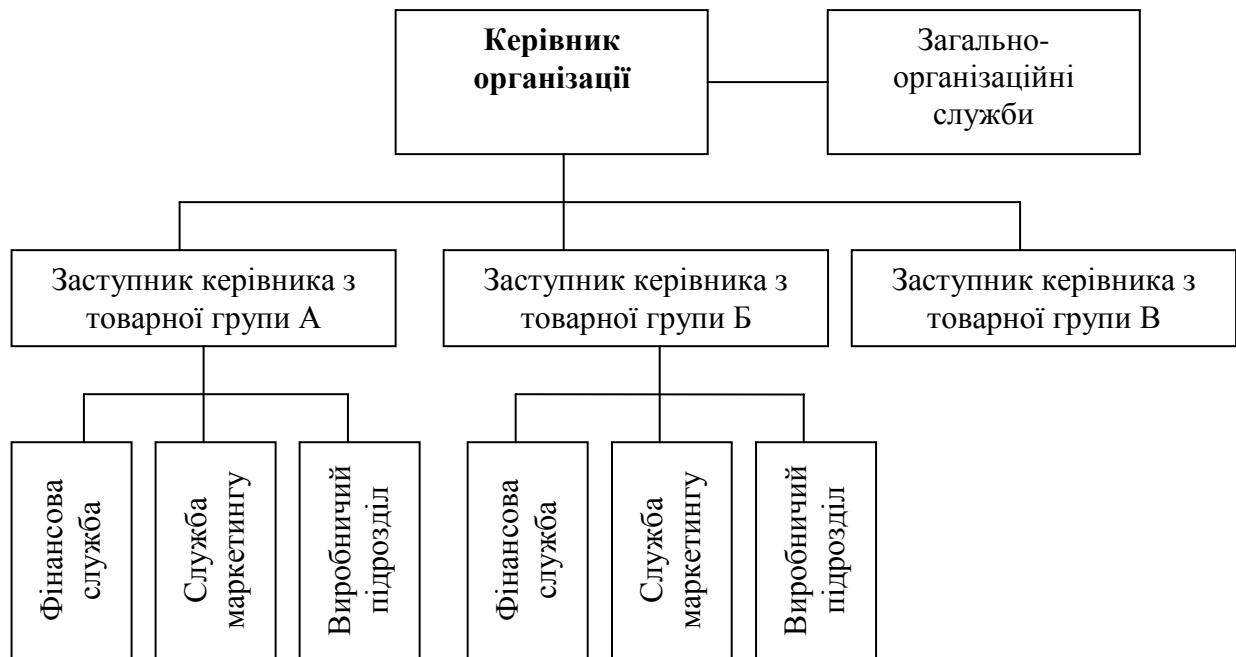 Керівник
організації
Загально-
організаційні
служби
Заступник керівника з
товарної групи А
Заступник керівника з
товарної групи Б
Заступник керівника з
товарної групи В
Фінансова
служба
Служба
маркетингу
Виробничий
підрозділ
Фінансова
служба
Служба
маркетингу
Виробничий
підрозділ